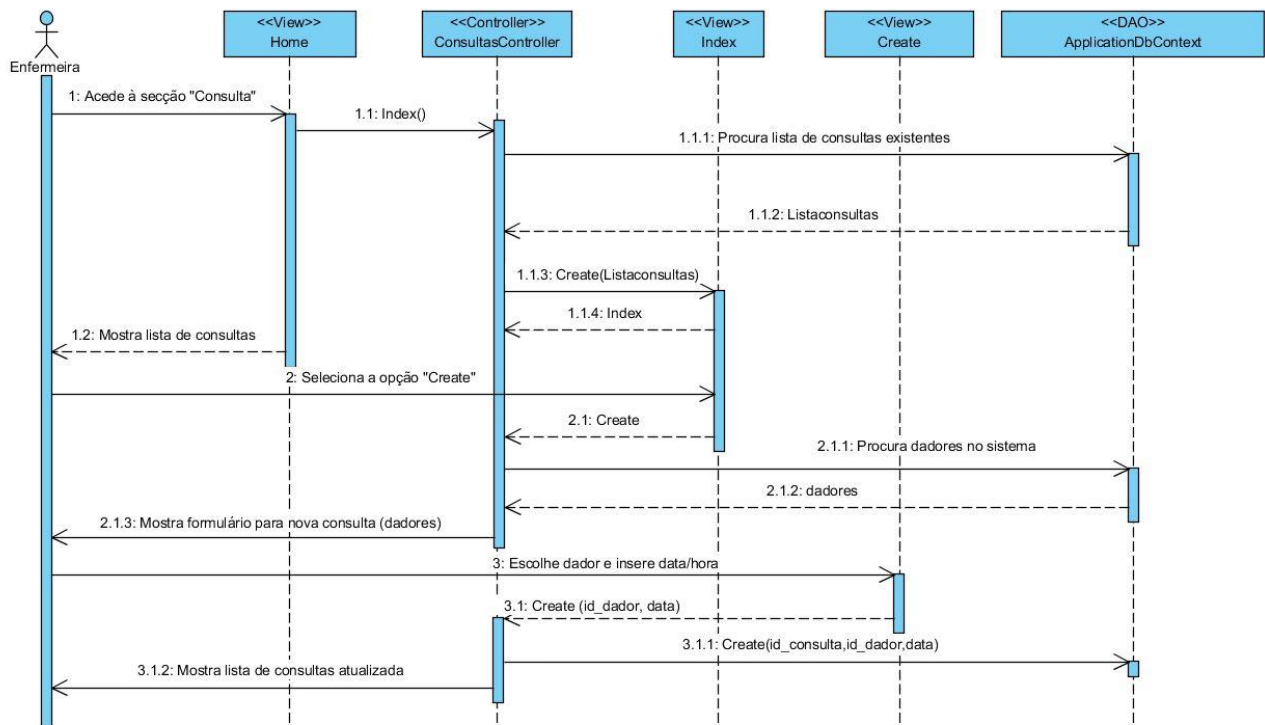 <<View>>
Home
<<Controller>>
ConsultasController
<<View>>
Index
<<View>>
Create
<<DAO>>
ApplicationDbContext
Enfermeira
1: Acede à secção "Consulta"
1.1: Index()
1.1.1: Procura lista de consultas existentes
1.1.2: Listaconsultas
1.1.3: Create(Listaconsultas)
1.1.4: Index
1.2: Mostra lista de consultas
2: Seleciona a opção "Create"
2.1: Create
2.1.1: Procura dadores no sistema
2.1.2: dadores
2.1.3: Mostra formulário para nova consulta (dadores)
3: Escolhe dador e insere data/hora
3.1: Create (id_dador, data)
3.1.1: Create(id_consulta,id_dador,data)
3.1.2: Mostra lista de consultas atualizada